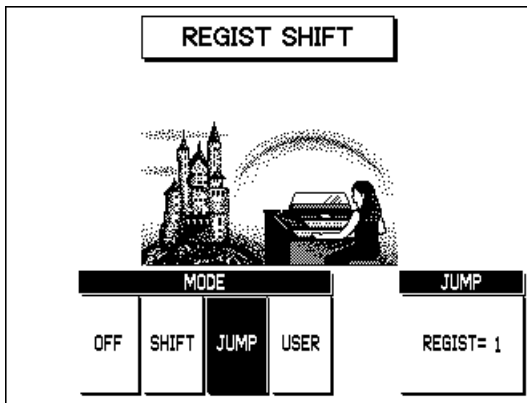 REGIST SHIFT
MODE
JUMP
OFF SHIFT JUMP USER
REGIST= 1